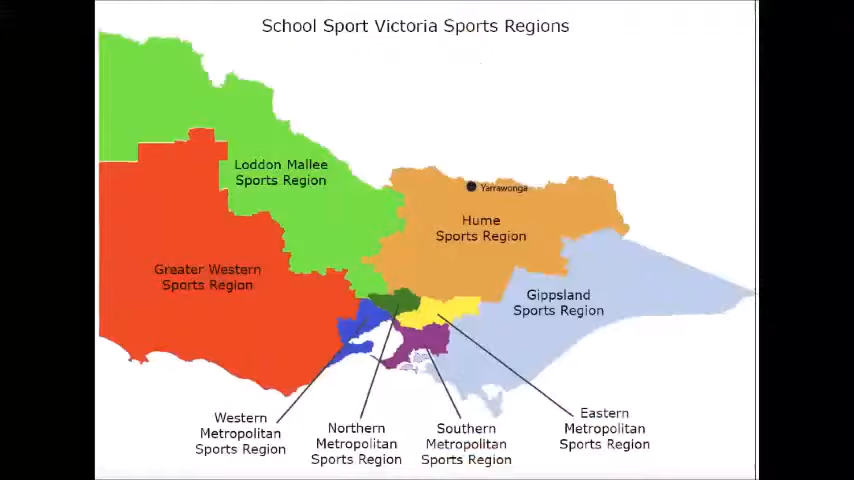 School Sport Victoria Sports Regions
Loddon Mallee
Sports Region
Yarrawonga
Hume
Sports Region
Greater Western
Sports Region
Gippsland
Sports Region
Western
Metropolitan
Sports Region
Northern
Metropolitan
Sports Region
Southern
Metropolitan
Sports Region
Eastern
Metropolitan
Sports Region